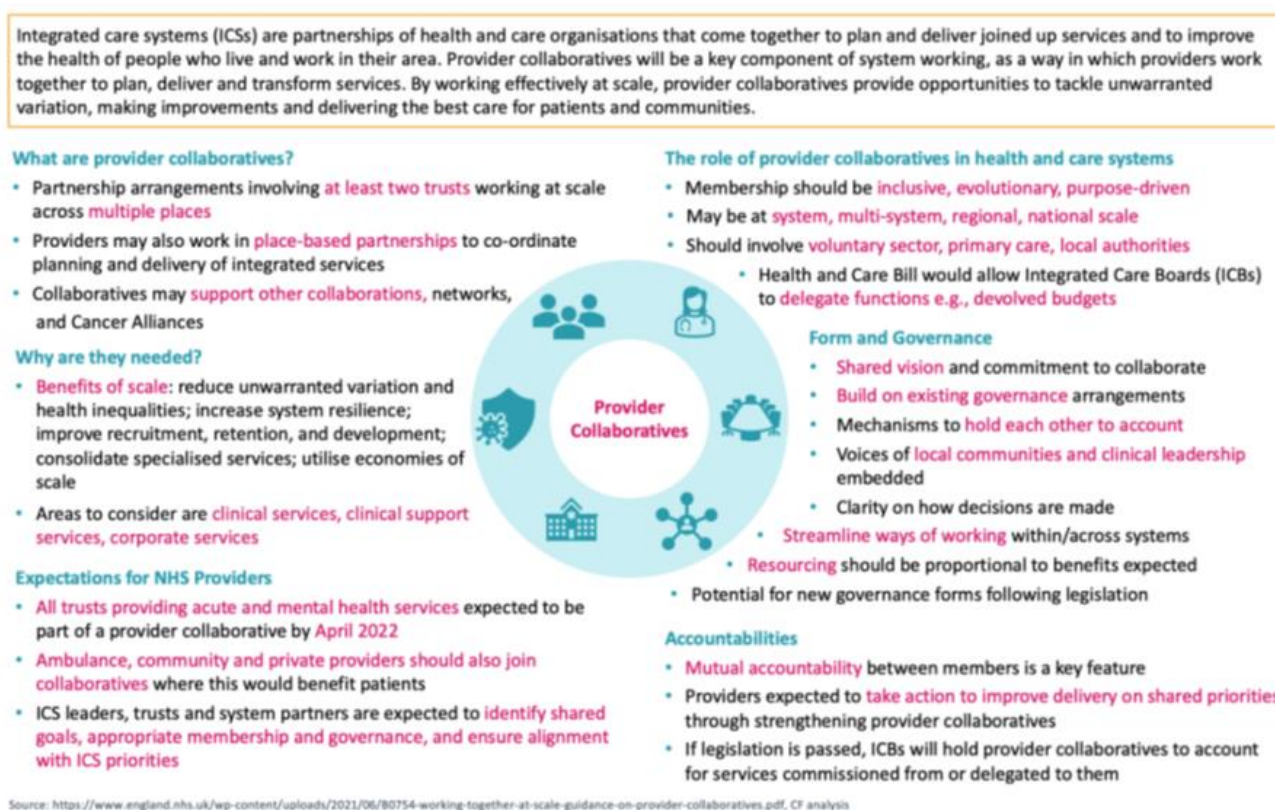 Integrated care systems (ICSs) are partnerships of health and care organisations that come together to plan and deliver joined up services and to improve
the health of people who live and work in their area. Provider collaboratives will be a key component of system working, as a way in which providers work
together to plan, deliver and transform services. By working effectively at scale, provider collaboratives provide opportunities to tackle unwarranted
variation, making improvements and delivering the best care for patients and communities.
What are provider collaboratives?
• Partnership arrangements involving at least two trusts working at scale
across multiple places
• Providers may also work in place-based partnerships to co-ordinate
planning and delivery of integrated services
• Collaboratives may support other collaborations, networks,
and Cancer Alliances
Why are they needed?
• Benefits of scale: reduce unwarranted variation and
health inequalities; increase system resilience;
improve recruitment, retention, and development;
consolidate specialised services; utilise economies of
scale
• Areas to consider are clinical services, clinical support
services, corporate services
Expectations for NHS Providers
• All trusts providing acute and mental health services expected to be
part of a provider collaborative by April 2022
• Ambulance, community and private providers should also join
collaboratives where this would benefit patients
• ICS leaders, trusts and system partners are expected to identify shared
goals, appropriate membership and governance, and ensure alignment
with ICS priorities
Provider
Collaboratives
The role of provider collaboratives in health and care systems
• Membership should be inclusive, evolutionary, purpose-driven
• May be at system, multi-system, regional, national scale
• Should involve voluntary sector, primary care, local authorities
• Health and Care Bill would allow Integrated Care Boards (ICBs)
to delegate functions e.g., devolved budgets
Form and Governance
• Shared vision and commitment to collaborate
• Build on existing governance arrangements
• Mechanisms to hold each other to account
• Voices of local communities and clinical leadership
embedded
• Clarity on how decisions are made
• Streamline ways of working within/across systems
• Resourcing should be proportional to benefits expected
• Potential for new governance forms following legislation
Accountabilities
• Mutual accountability between members is a key feature
• Providers expected to take action to improve delivery on shared priorities
through strengthening provider collaboratives
• If legislation is passed, ICBs will hold provider collaboratives to account
for services commissioned from or delegated to them
Source: https://www.england.nhs.uk/wp-content/uploads/2021/06/B0754-working-together-at-scale-guidance-on-provider-collaboratives.pdf, CF analysis